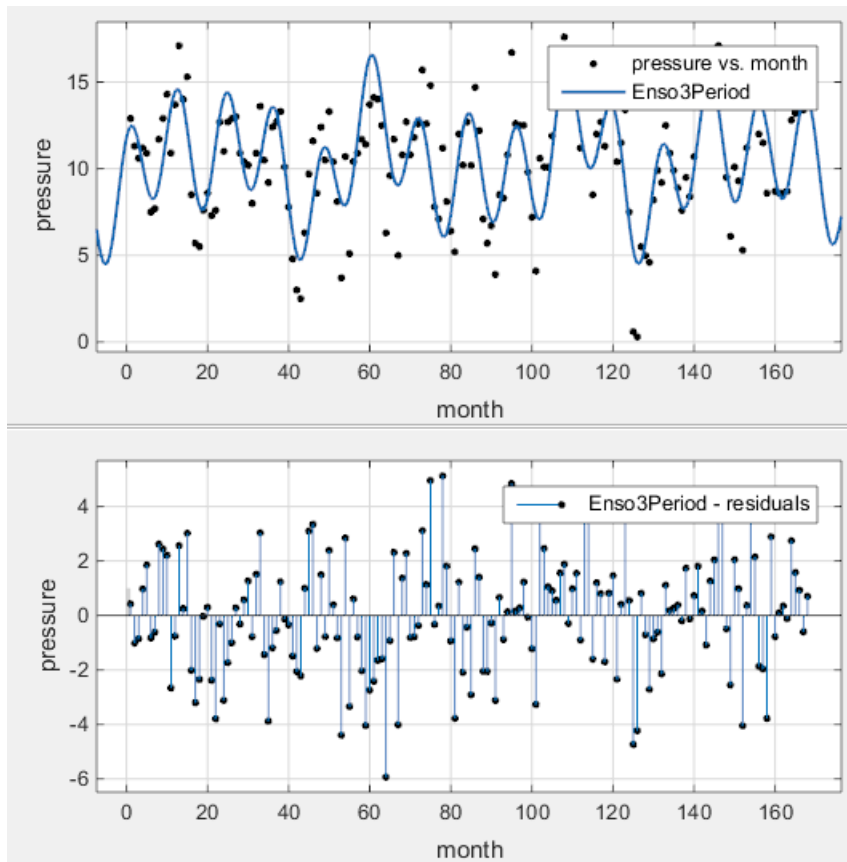 15
10
5
0
pressure
pressure vs. month
Enso3Period
0 20 40 60 80 100 120 140 160
month
4
2
0
-2
-4
-6
pressure
Enso3Period - residuals
0 20 40 60 80 100 120 140 160
month